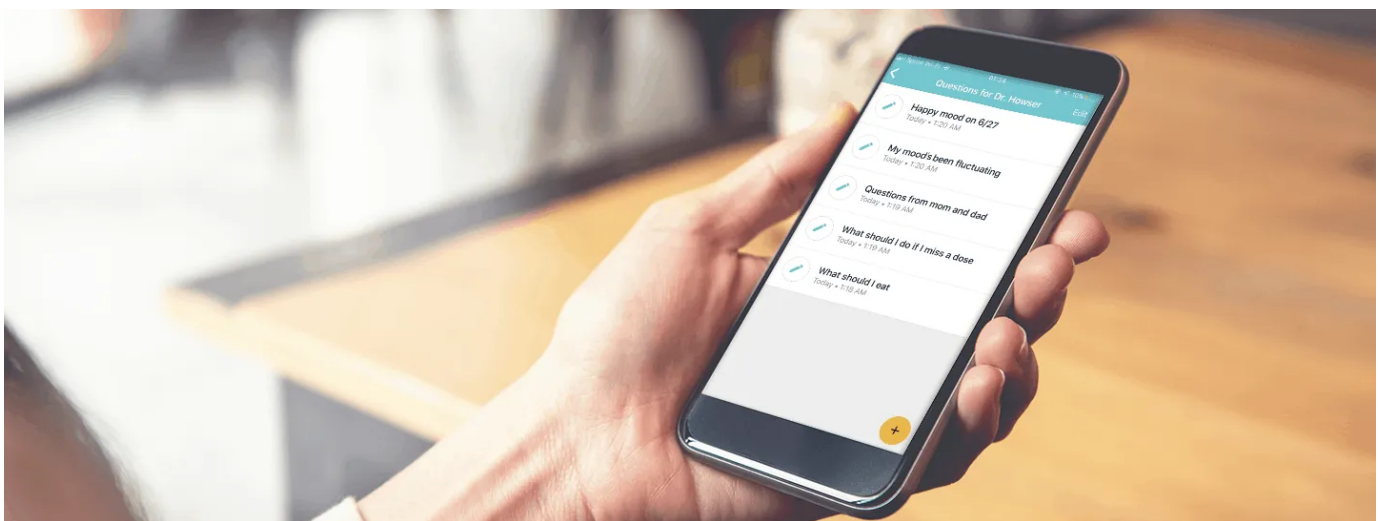 01:24
Questions for Dr. Howser
Edit
Happy mood on 6/27
Today • 1:20 AM
My mood's been fluctuating
Today • 1:20 AM
Questions from mom and dad
Today • 1:19 AM
What should I do if I miss a dose
Today • 1:19 AM
What should I eat
Today • 1:18 AM
+